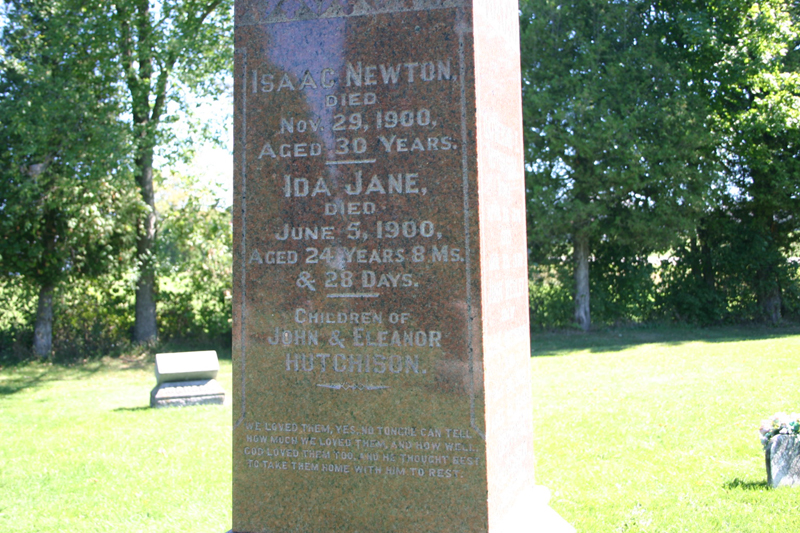 ISAAC NEWTON,
DIED
NOV. 29, 1900,
AGED 30 YEARS.
IDA JANE,
DIED
JUNE 5, 1900,
AGED 24 YEARS 8 MS.
& 28 DAYS.
CHILDREN OF
JOHN & ELEANOR
HUTCHISON.
WE LOVED THEM, YES, NO TONGUE CAN TELL
HOW MUCH WE LOVED THEM, AND HOW WELL,
GOD LOVED THEM TOO, AND HE THOUGHT BEST
TO TAKE THEM HOME WITH HIM TO REST.